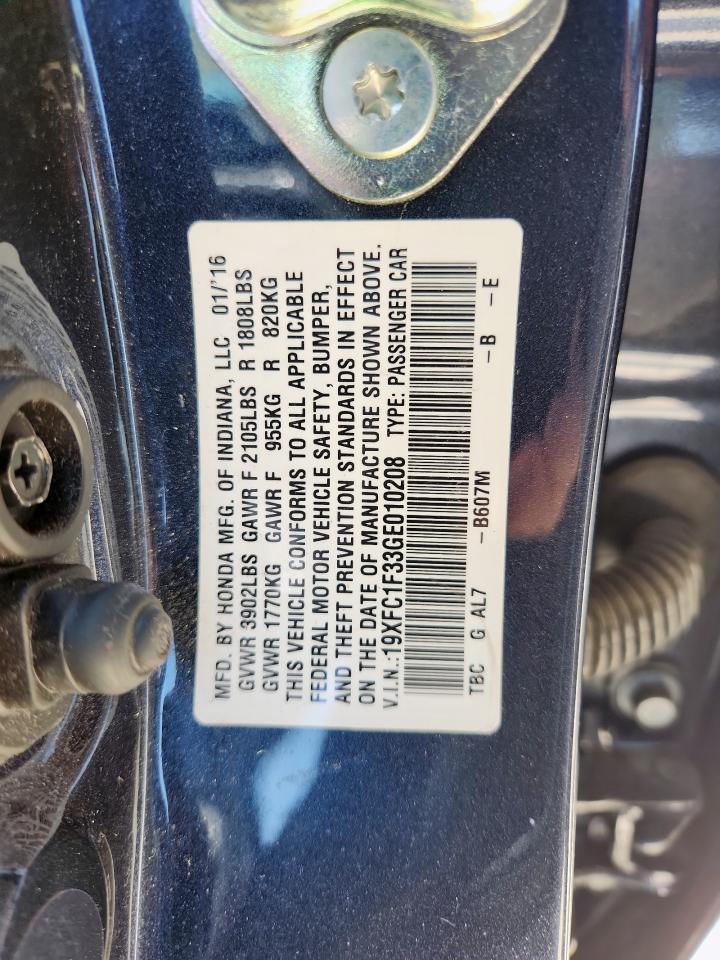 MFD. BY HONDA MFG. OF INDIANA, LLC 01/'16
GVWR 3902LBS GAWR F 2105LBS R 1808LBS
GVWR 1770KG GAWR F 955KG R 820KG
THIS VEHICLE CONFORMS TO ALL APPLICABLE
FEDERAL MOTOR VEHICLE SAFETY, BUMPER,
AND THEFT PREVENTION STANDARDS IN EFFECT
ON THE DATE OF MANUFACTURE SHOWN ABOVE.
V.I.N.:19XFC1F33GE010208 TYPE: PASSENGER CAR
TBC G AL7 -B607M -B -E